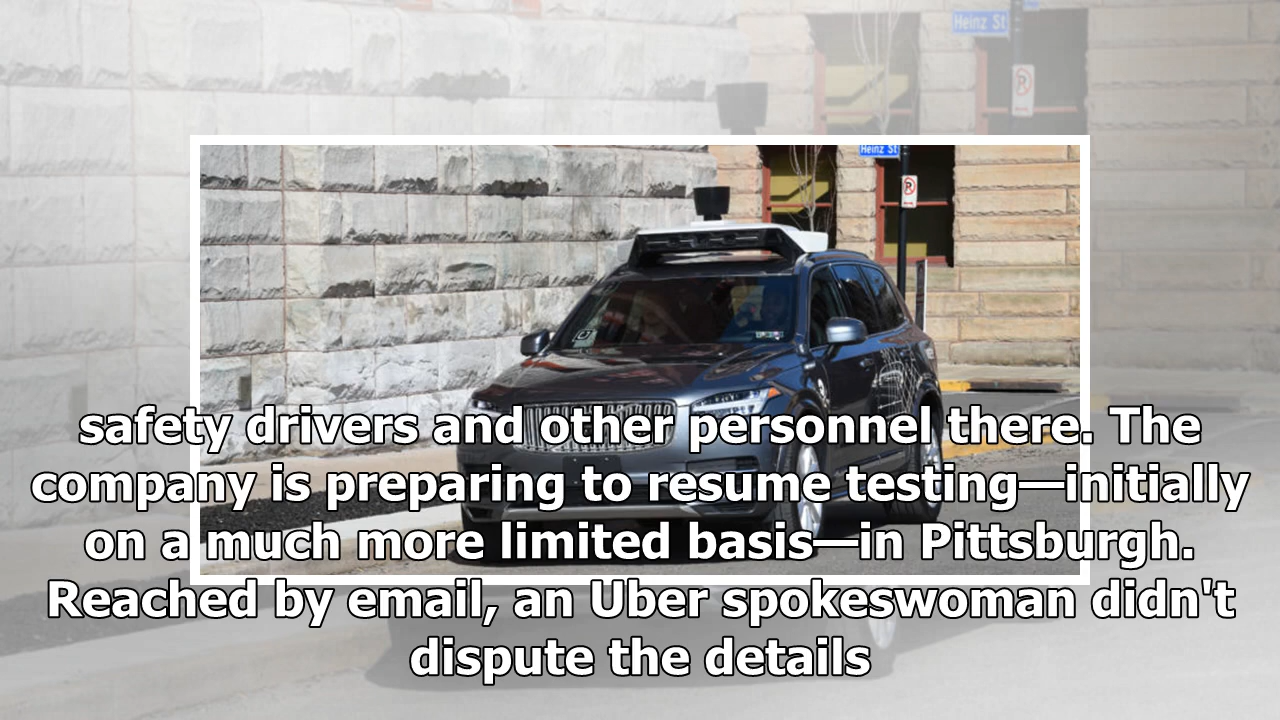 Heinz St
Heinz St
P
safety drivers and other personnel there. The
company is preparing to resume testing—initially
on a much more limited basis—in Pittsburgh.
Reached by email, an Uber spokeswoman didn't
dispute the details